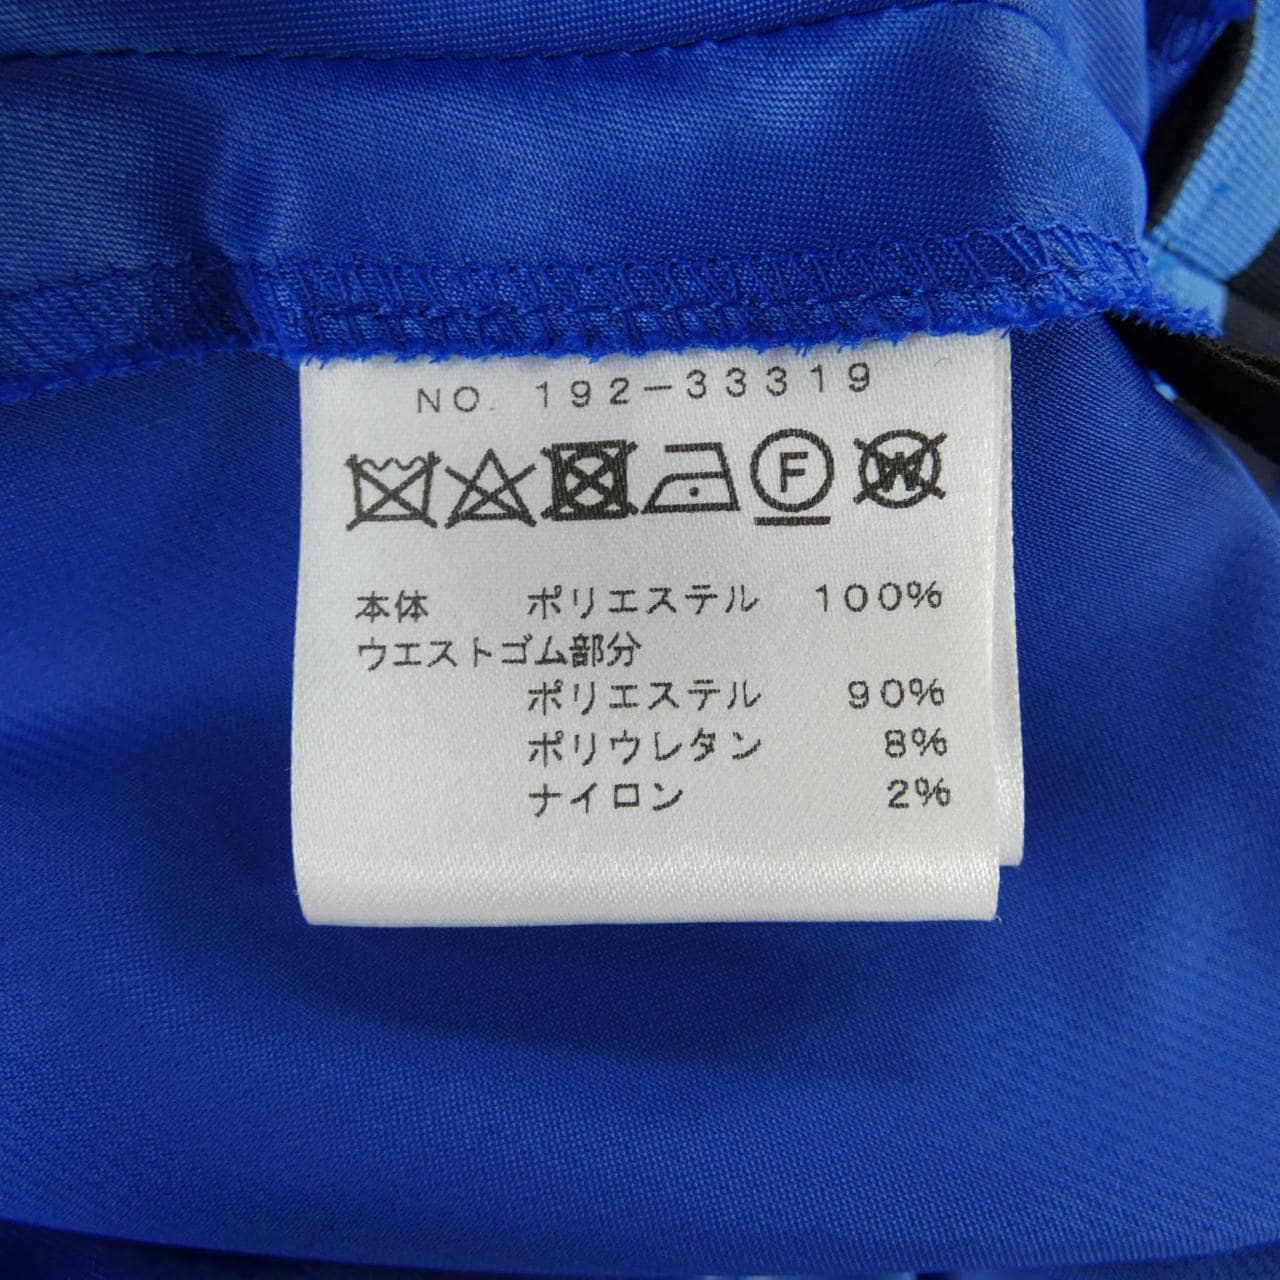 NO. 192-33319
F W
本体 ポリエステル 100%
ウエストゴム部分
ポリエステル 90%
ポリウレタン 8%
ナイロン 2%